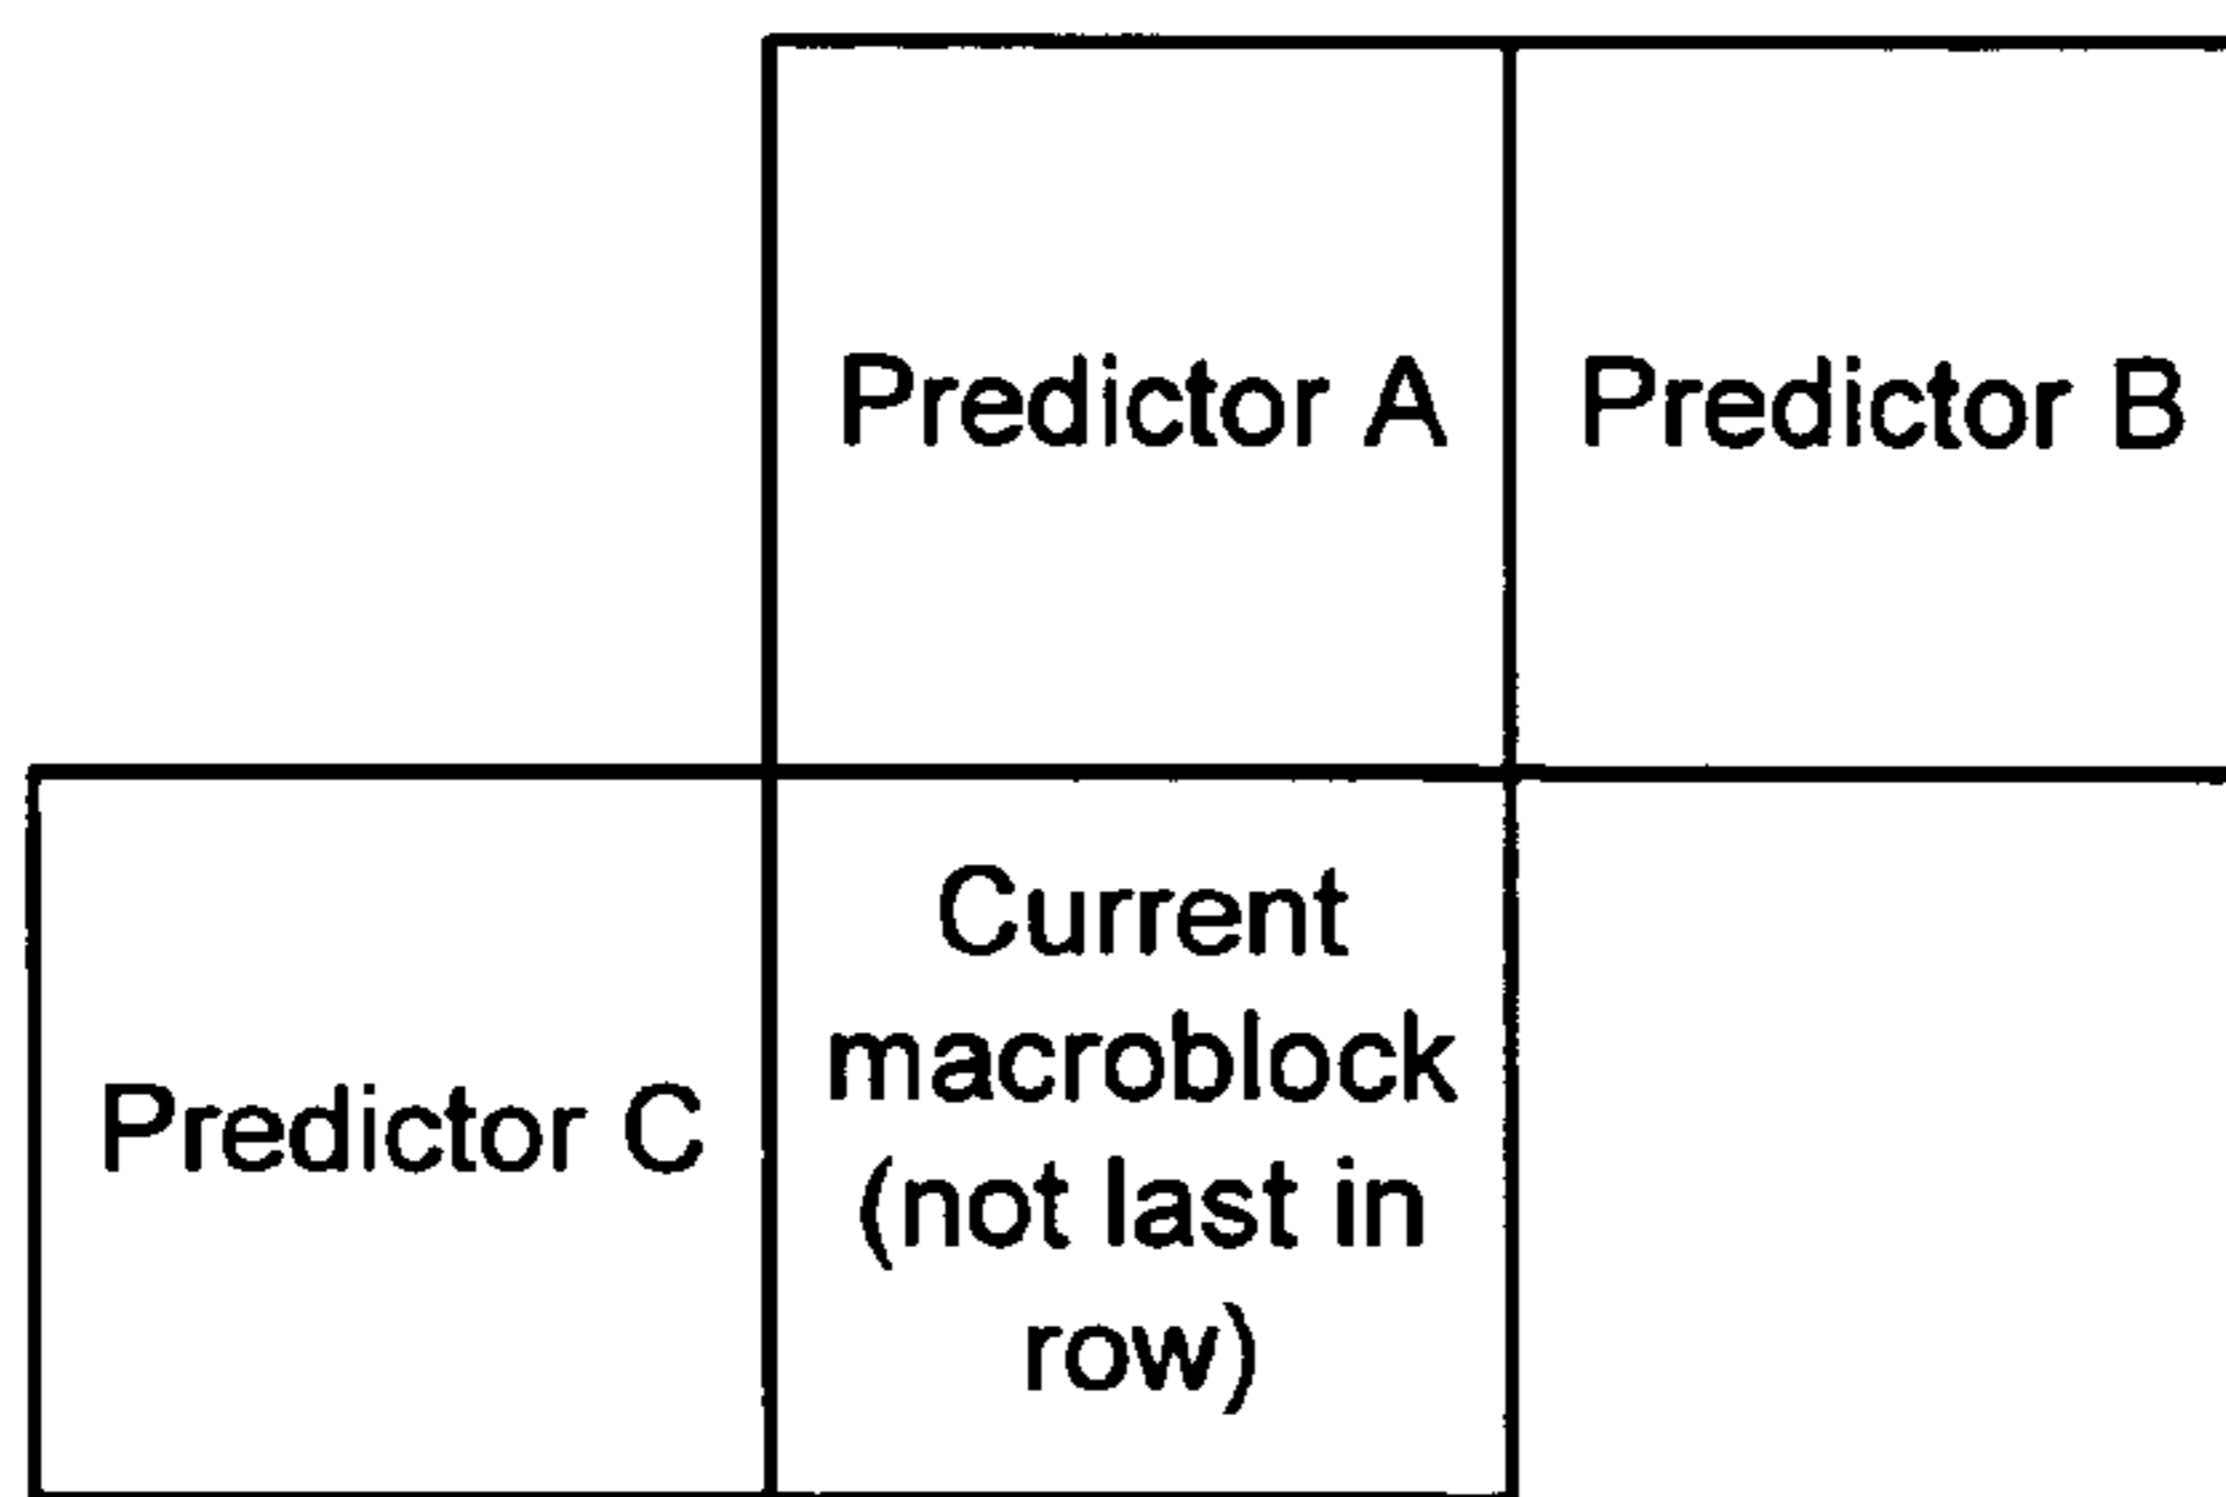 Predictor A
Predictor B
Predictor C
Current
macroblock
(not last in
row)